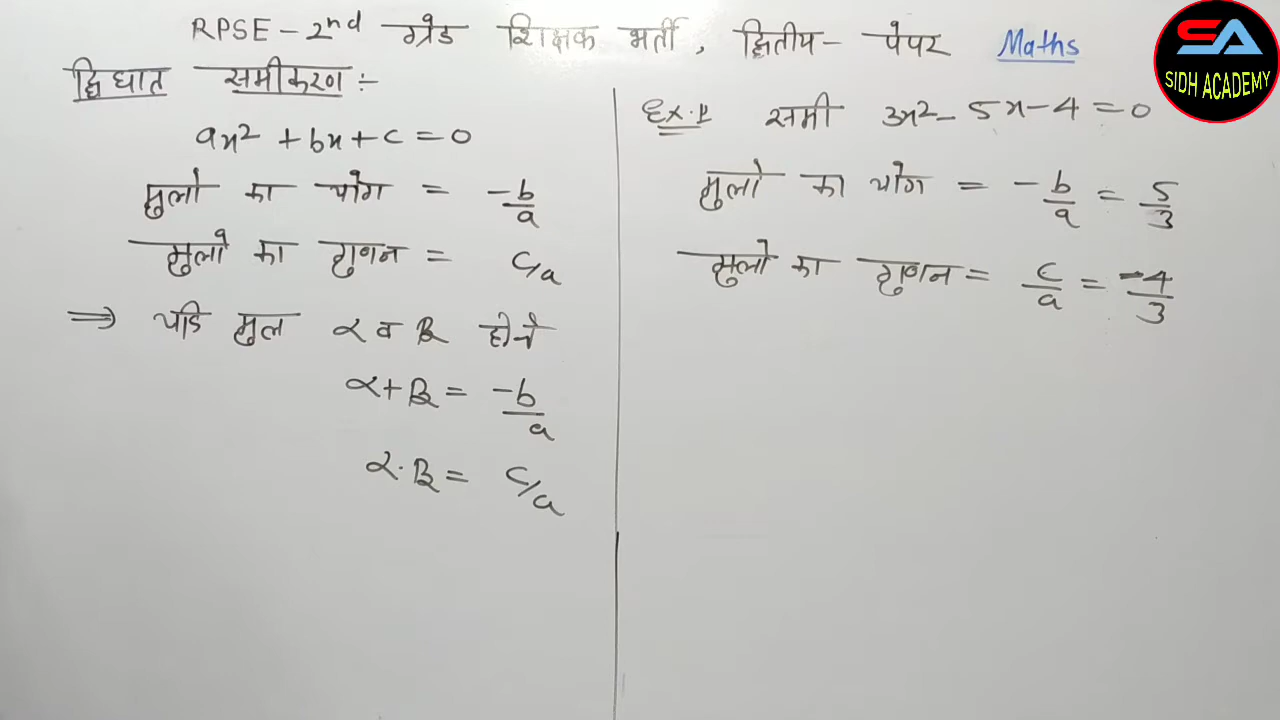 RPSE - 2nd ग्रेड शिक्षक भर्ती, द्वितीय - पेपर Maths
SA
SIDH ACADEMY
द्विघात समीकरण :-
ax² + bx + c = 0
मुलो का योग = -b/a
मुलो का गुणन = c/a
⇒ यदि मुल α व β होने
α + β = -b/a
α · β = c/a
Ex. 1 समी 3x² - 5x - 4 = 0
मुलो का योग = -b/a = 5/3
मुलो का गुणन = c/a = -4/3